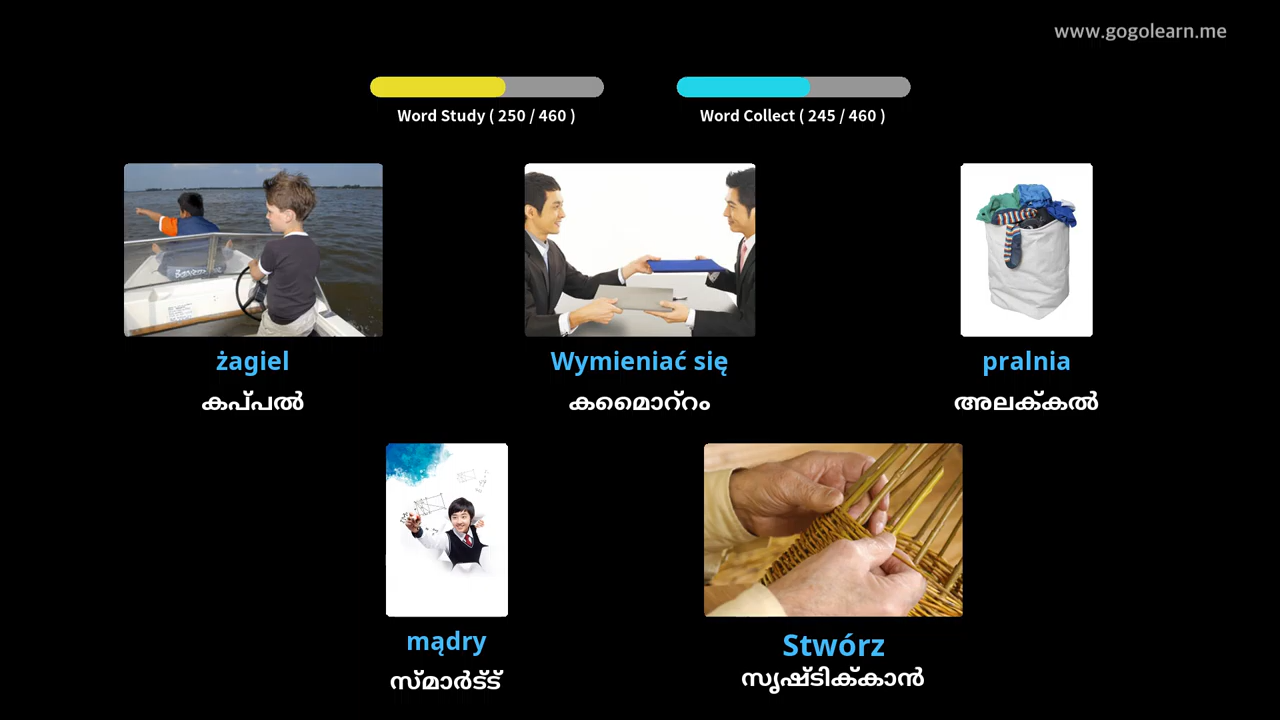 www.gogolearn.me
Word Study ( 250 / 460 )
Word Collect ( 245 / 460 )
żagiel
Wymieniać się
pralnia
കപ്പൽ
കൈമാറ്റം
അലക്കൽ
mądry
Stwórz
സ്മാർട്ട്
സൃഷ്ടിക്കാൻ